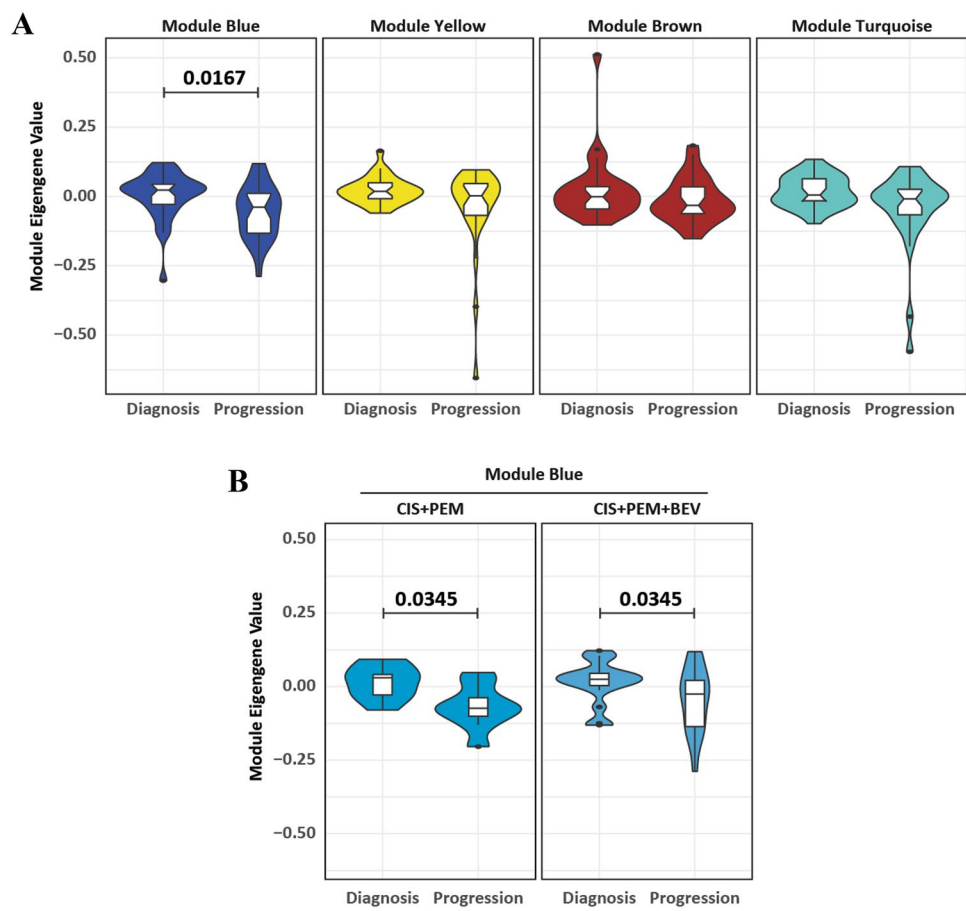 A
Module Blue Module Yellow Module Brown Module Turquoise
Module Eigengene Value
0.50
0.25
0.00
−0.25
−0.50
0.0167
Diagnosis Progression Diagnosis Progression Diagnosis Progression Diagnosis Progression
B
Module Blue
CIS+PEM CIS+PEM+BEV
Module Eigengene Value
0.50
0.25
0.00
−0.25
−0.50
0.0345 0.0345
Diagnosis Progression Diagnosis Progression